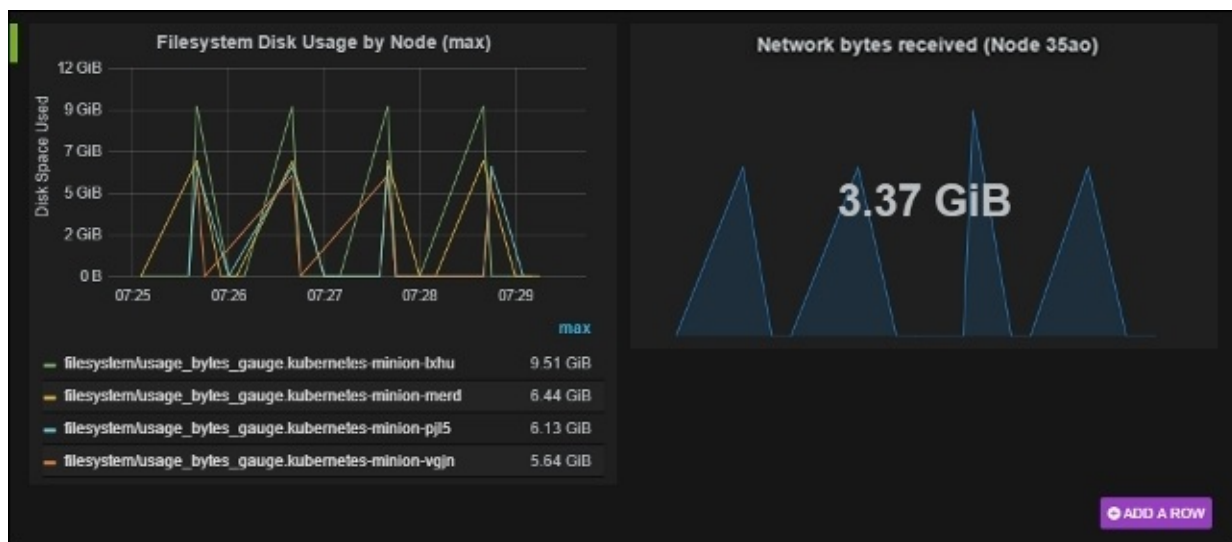 Filesystem Disk Usage by Node (max)
12 GiB
9 GiB
7 GiB
5 GiB
2 GiB
0 B
Disk Space Used
07:25 07:26 07:27 07:28 07:29
max
filesystem/usage_bytes_gauge.kubernetes-minion-lxhu 9.51 GiB
filesystem/usage_bytes_gauge.kubernetes-minion-merd 6.44 GiB
filesystem/usage_bytes_gauge.kubernetes-minion-pjl5 6.13 GiB
filesystem/usage_bytes_gauge.kubernetes-minion-vgjn 5.64 GiB
Network bytes received (Node 35ao)
3.37 GiB
ADD A ROW